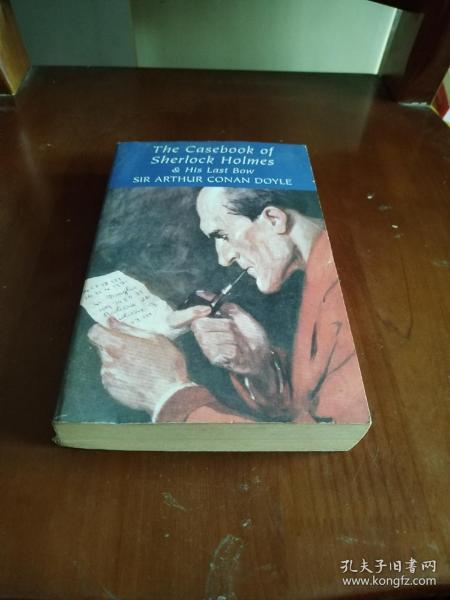 The Casebook of
Sherlock Holmes
& His Last Bow
SIR ARTHUR CONAN DOYLE
孔夫子旧书网
www.kongfz.com